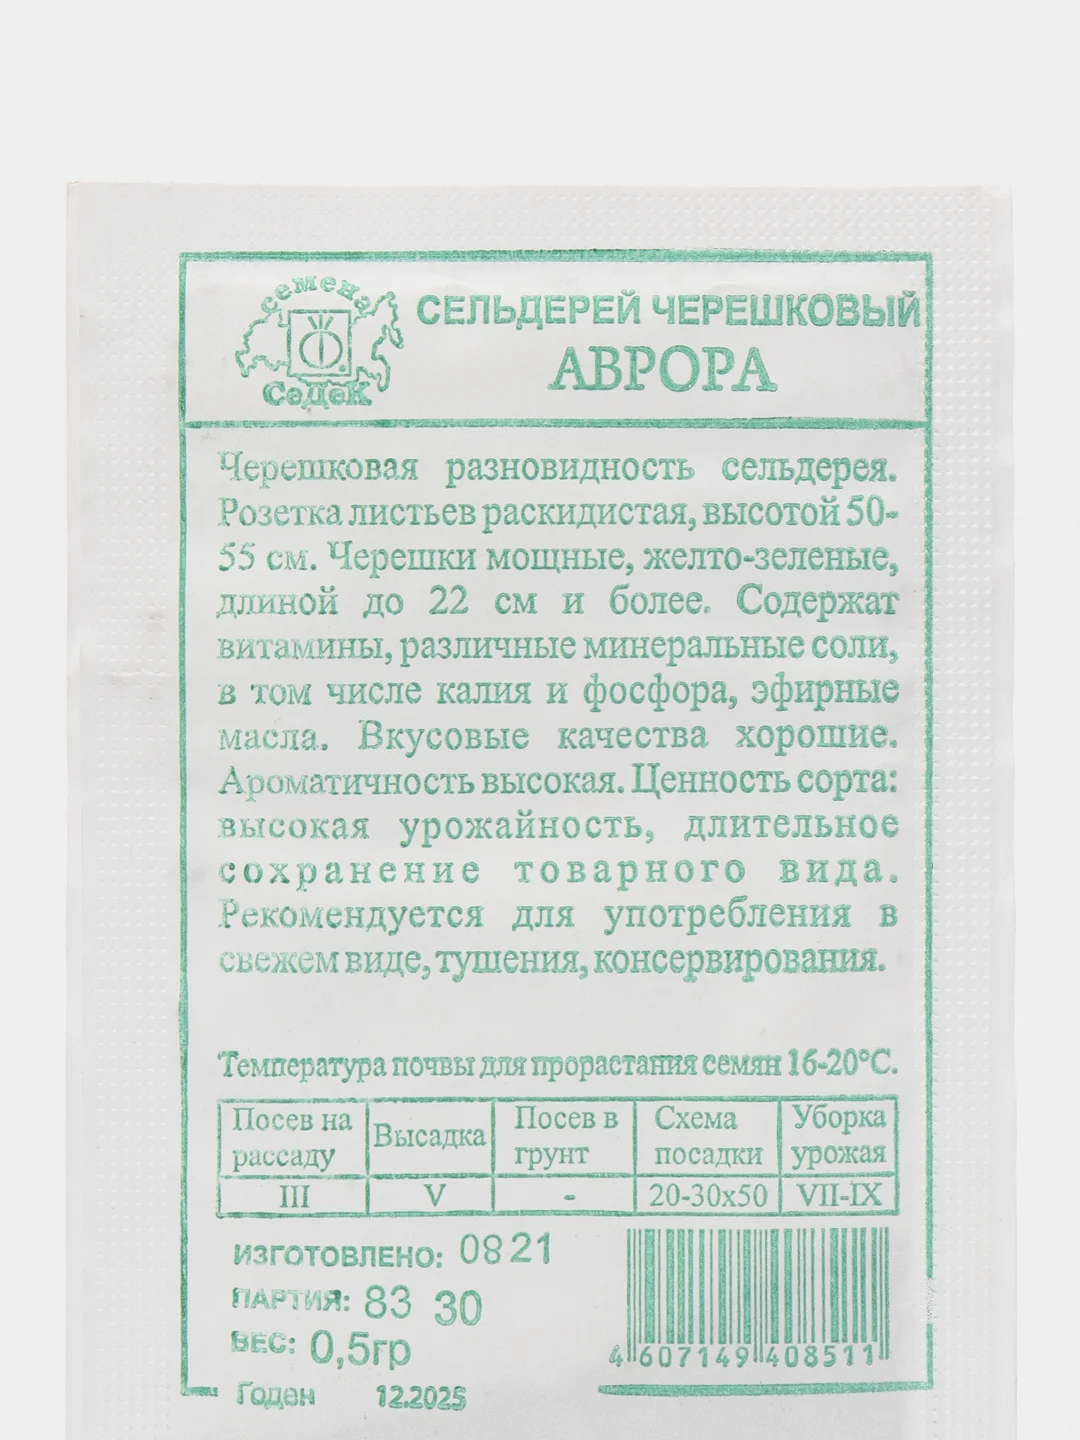 семена
СеДеК
СЕЛЬДЕРЕЙ ЧЕРЕШКОВЫЙ
АВРОРА
Черешковая разновидность сельдерея.
Розетка листьев раскидистая, высотой 50-
55 см. Черешки мощные, желто-зеленые,
длиной до 22 см и более. Содержат
витамины, различные минеральные соли,
в том числе калия и фосфора, эфирные
масла. Вкусовые качества хорошие.
Ароматичность высокая. Ценность сорта:
высокая урожайность, длительное
сохранение товарного вида.
Рекомендуется для употребления в
свежем виде, тушения, консервирования.
Температура почвы для прорастания семян 16-20°С.
Посев на рассаду Высадка Посев в грунт Схема посадки Уборка урожая
III V - 20-30х50 VII-IX
ИЗГОТОВЛЕНО: 0821
ПАРТИЯ: 83 30
ВЕС: 0,5гр
4 607149 408511
Годен 12.2025